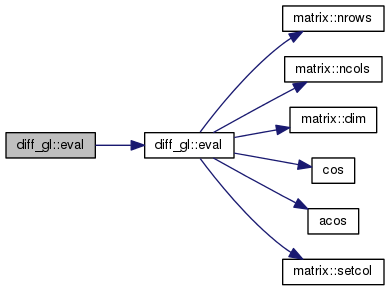 diff_gl::eval
diff_gl::eval
matrix::nrows
matrix::ncols
matrix::dim
cos
acos
matrix::setcol